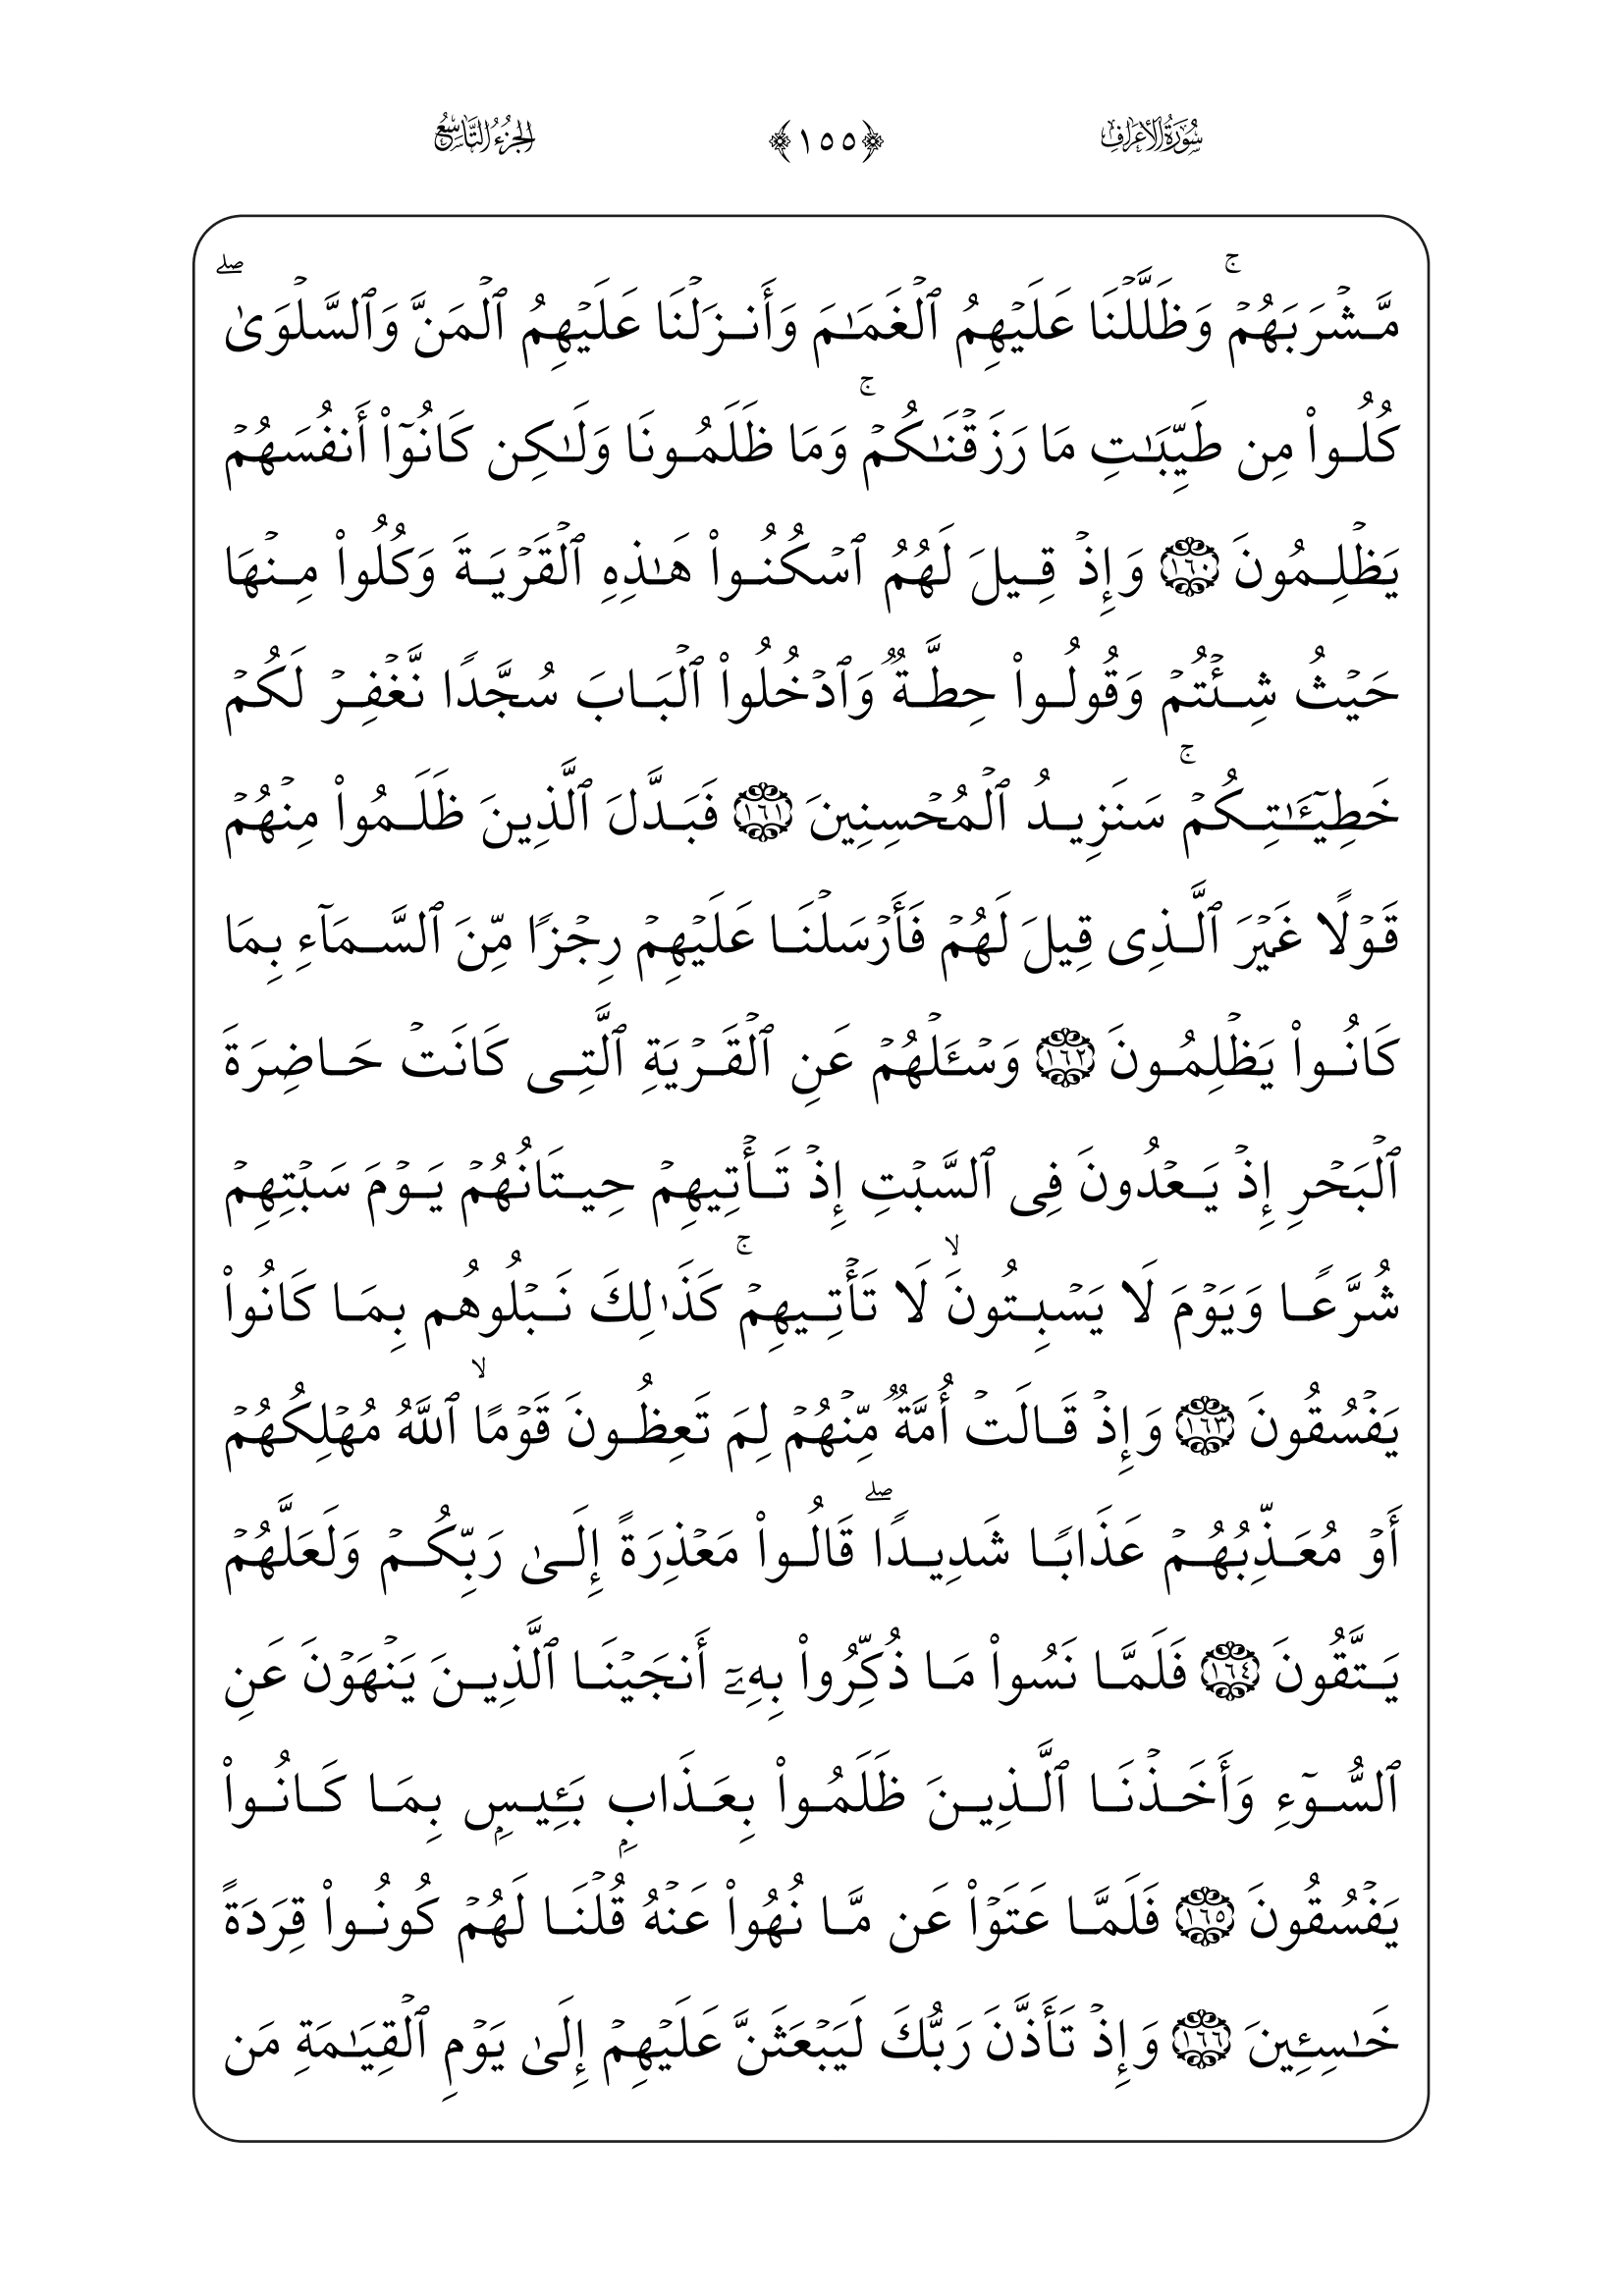 سُورَةُ الأَعْرَافِ ﴿١٥٥﴾ الجُزْءُ التَّاسِعُ
مَّشۡرَبَهُمۡۚ وَظَلَّلۡنَا عَلَيۡهِمُ ٱلۡغَمَٰمَ وَأَنزَلۡنَا عَلَيۡهِمُ ٱلۡمَنَّ وَٱلسَّلۡوَىٰۖ
كُلُواْ مِن طَيِّبَٰتِ مَا رَزَقۡنَٰكُمۡۚ وَمَا ظَلَمُونَا وَلَٰكِن كَانُوٓاْ أَنفُسَهُمۡ
يَظۡلِمُونَ ١٦٠ وَإِذۡ قِيلَ لَهُمُ ٱسۡكُنُواْ هَٰذِهِ ٱلۡقَرۡيَةَ وَكُلُواْ مِنۡهَا
حَيۡثُ شِئۡتُمۡ وَقُولُواْ حِطَّةٞ وَٱدۡخُلُواْ ٱلۡبَابَ سُجَّدٗا نَّغۡفِرۡ لَكُمۡ
خَطِيٓـَٰٔتِكُمۡۚ سَنَزِيدُ ٱلۡمُحۡسِنِينَ ١٦١ فَبَدَّلَ ٱلَّذِينَ ظَلَمُواْ مِنۡهُمۡ
قَوۡلًا غَيۡرَ ٱلَّذِى قِيلَ لَهُمۡ فَأَرۡسَلۡنَا عَلَيۡهِمۡ رِجۡزٗا مِّنَ ٱلسَّمَآءِ بِمَا
كَانُواْ يَظۡلِمُونَ ١٦٢ وَسۡـَٔلۡهُمۡ عَنِ ٱلۡقَرۡيَةِ ٱلَّتِى كَانَتۡ حَاضِرَةَ
ٱلۡبَحۡرِ إِذۡ يَعۡدُونَ فِى ٱلسَّبۡتِ إِذۡ تَأۡتِيهِمۡ حِيتَانُهُمۡ يَوۡمَ سَبۡتِهِمۡ
شُرَّعٗا وَيَوۡمَ لَا يَسۡبِتُونَۙ لَا تَأۡتِيهِمۡۚ كَذَٰلِكَ نَبۡلُوهُم بِمَا كَانُواْ
يَفۡسُقُونَ ١٦٣ وَإِذۡ قَالَتۡ أُمَّةٞ مِّنۡهُمۡ لِمَ تَعِظُونَ قَوۡمًاۙ ٱللَّهُ مُهۡلِكُهُمۡ
أَوۡ مُعَذِّبُهُمۡ عَذَابٗا شَدِيدٗاۖ قَالُواْ مَعۡذِرَةً إِلَىٰ رَبِّكُمۡ وَلَعَلَّهُمۡ
يَتَّقُونَ ١٦٤ فَلَمَّا نَسُواْ مَا ذُكِّرُواْ بِهِۦٓ أَنجَيۡنَا ٱلَّذِينَ يَنۡهَوۡنَ عَنِ
ٱلسُّوٓءِ وَأَخَذۡنَا ٱلَّذِينَ ظَلَمُواْ بِعَذَابِۭ بَـِٔيسِۭ بِمَا كَانُواْ
يَفۡسُقُونَ ١٦٥ فَلَمَّا عَتَوۡاْ عَن مَّا نُهُواْ عَنۡهُ قُلۡنَا لَهُمۡ كُونُواْ قِرَدَةً
خَٰسِـِٔينَ ١٦٦ وَإِذۡ تَأَذَّنَ رَبُّكَ لَيَبۡعَثَنَّ عَلَيۡهِمۡ إِلَىٰ يَوۡمِ ٱلۡقِيَٰمَةِ مَن